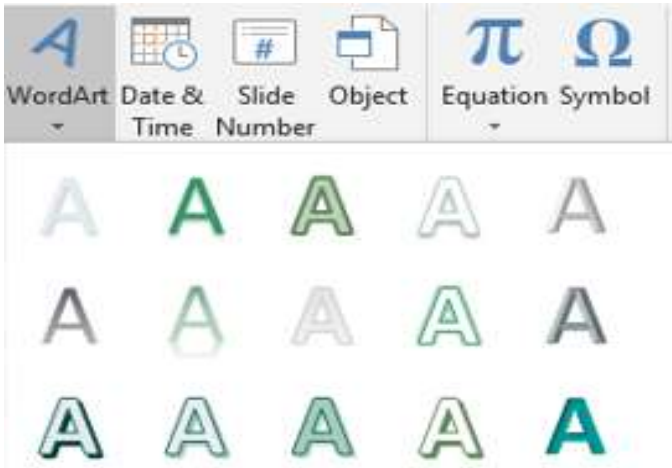 A # π Ω
WordArt Date & Slide Object Equation Symbol
Time Number
A A A A A
A A A A A
A A A A A